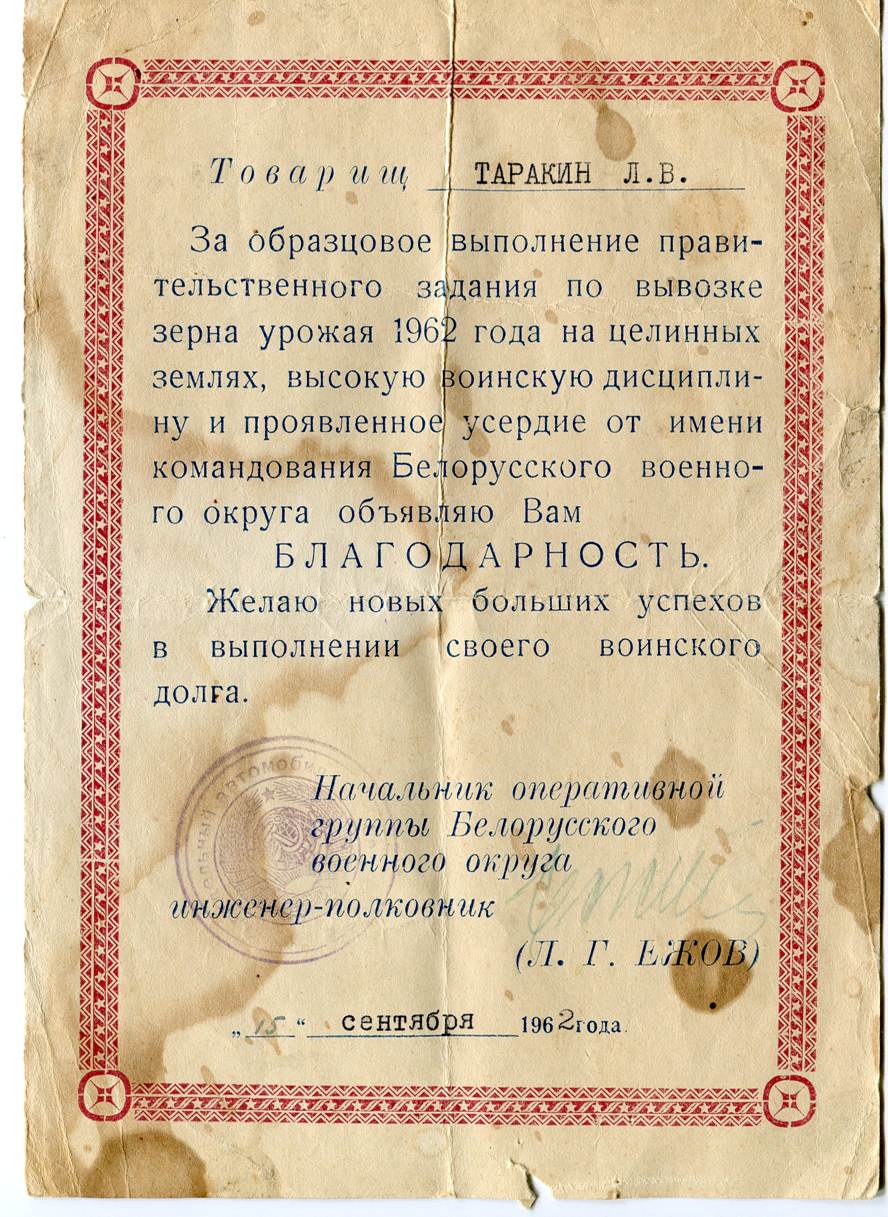 Товарищ ТАРАКИН Л.В.
За образцовое выполнение прави-
тельственного задания по вывозке
зерна урожая 1962 года на целинных
землях, высокую воинскую дисципли-
ну и проявленное усердие от имени
командования Белорусского военно-
го округа объявляю Вам
БЛАГОДАРНОСТЬ.
Желаю новых больших успехов
в выполнении своего воинского
долга.
Начальник оперативной
группы Белорусского
военного округа
инженер-полковник
(Л. Г. ЕЖОВ)
„15“ сентября 1962 года.